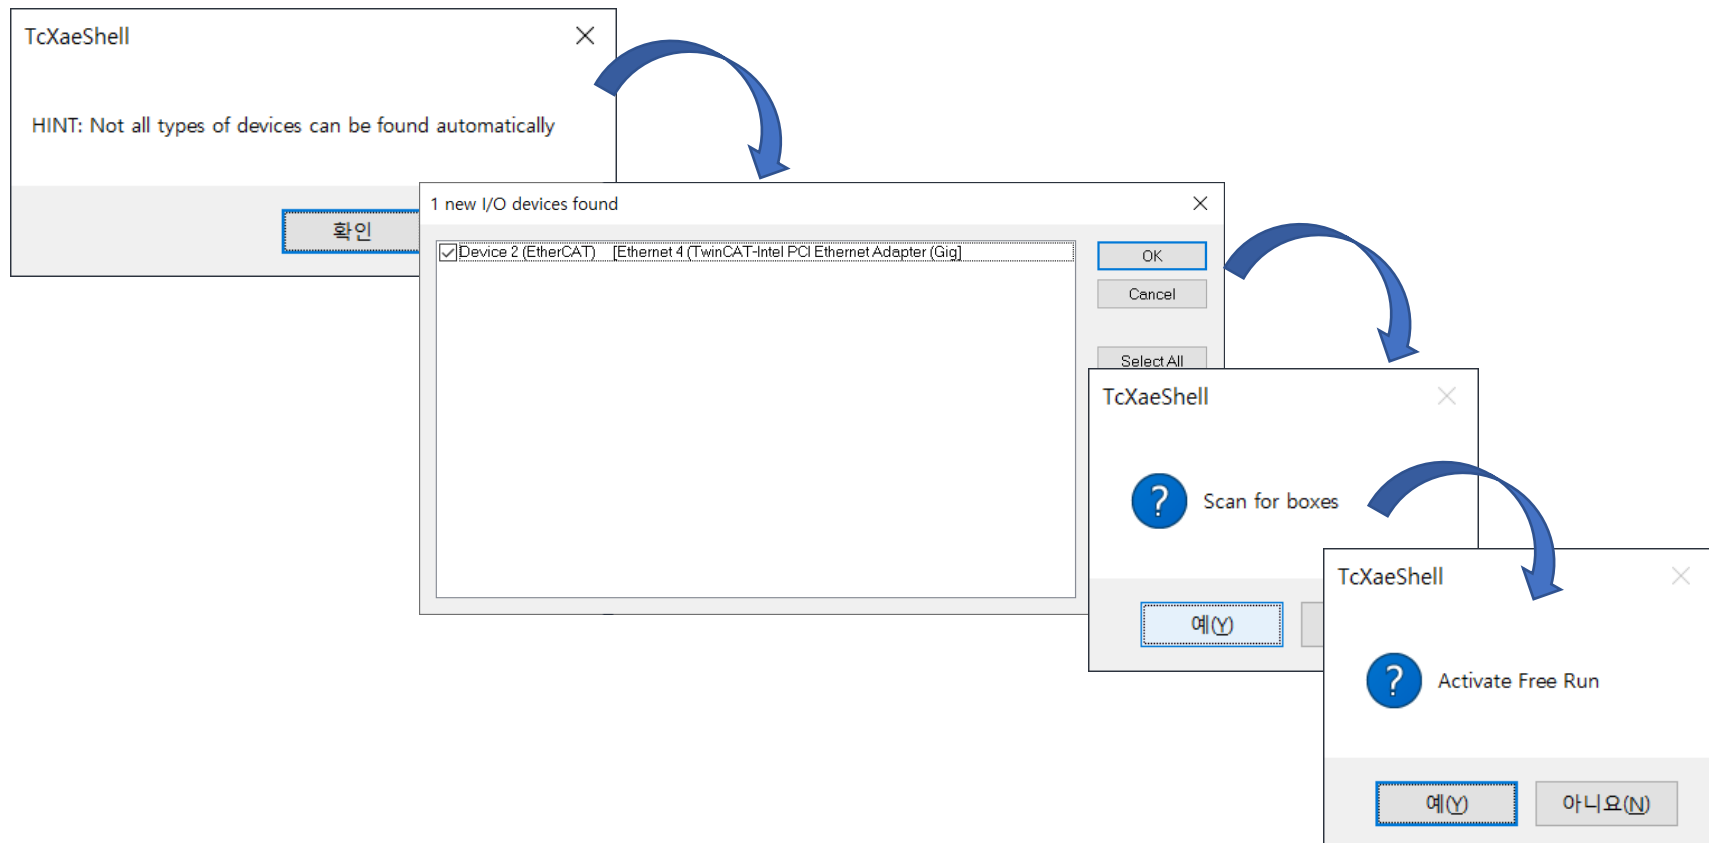 TcXaeShell
HINT: Not all types of devices can be found automatically
확인
1 new I/O devices found
Device 2 (EtherCAT) [Ethernet 4 (TwinCAT-Intel PCI Ethernet Adapter (Gig]
OK
Cancel
Select All
TcXaeShell
? Scan for boxes
예(Y)
TcXaeShell
? Activate Free Run
예(Y) 아니요(N)